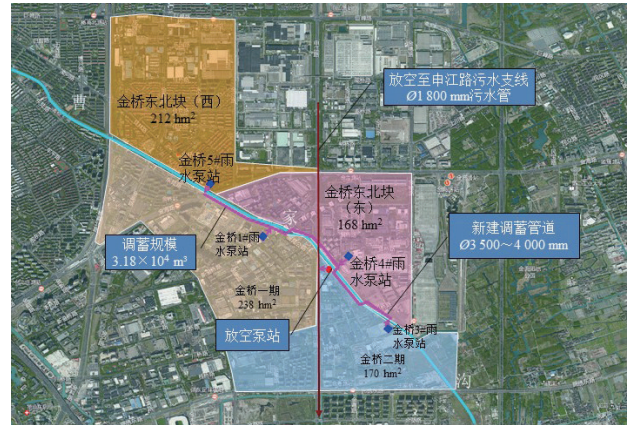 放空至申江路污水支线
Ø1 800 mm污水管
金桥东北块（西）
212 hm²
曹
金桥5#雨
水泵站
金桥东北块
（东）
168 hm²
家
新建调蓄管道
Ø3 500～4 000 mm
调蓄规模
3.18×10⁴ m³
金桥1#雨
水泵站
金桥4#雨
水泵站
金桥一期
238 hm²
放空泵站
金桥3#雨
水泵站
金桥二期
170 hm²
沟